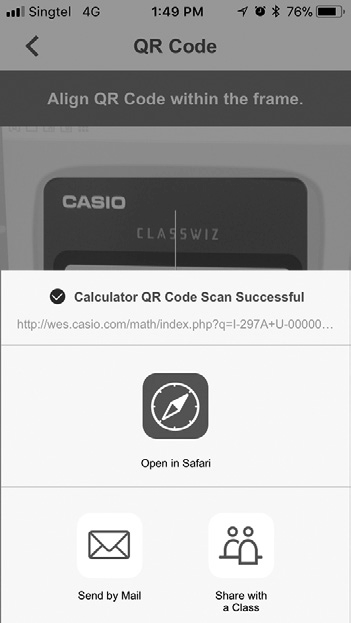 Singtel 4G 1:49 PM 76%
QR Code
Align QR Code within the frame.
CASIO
CLASSWIZ
Calculator QR Code Scan Successful
http://wes.casio.com/math/index.php?q=I-297A+U-00000...
Open in Safari
Send by Mail
Share with
a Class